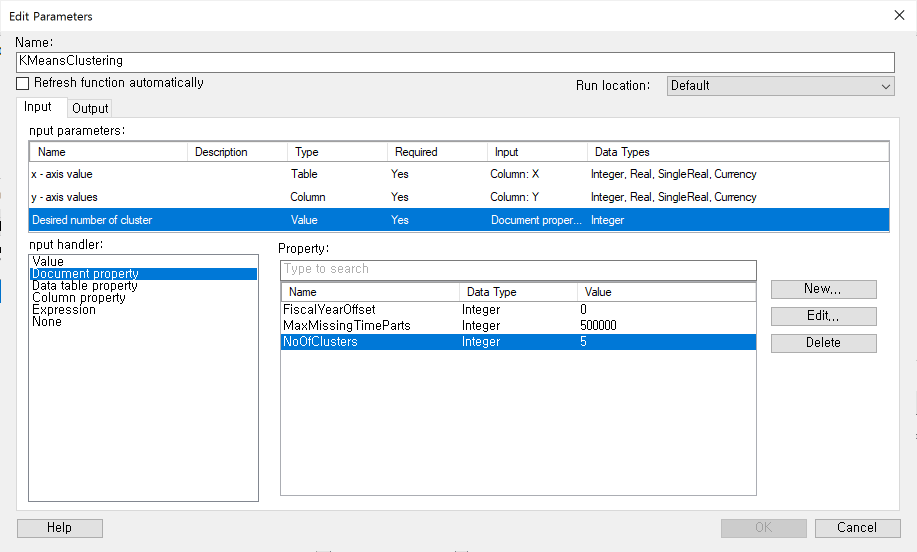 Edit Parameters
Name:
KMeansClustering
Refresh function automatically
Run location: Default
Input Output
nput parameters:
Name Description Type Required Input Data Types
x - axis value Table Yes Column: X Integer, Real, SingleReal, Currency
y - axis values Column Yes Column: Y Integer, Real, SingleReal, Currency
Desired number of cluster Value Yes Document proper... Integer
nput handler:
Value
Document property
Data table property
Column property
Expression
None
Property:
Type to search
Name Data Type Value
FiscalYearOffset Integer 0
MaxMissingTimeParts Integer 500000
NoOfClusters Integer 5
New...
Edit...
Delete
Help
OK
Cancel